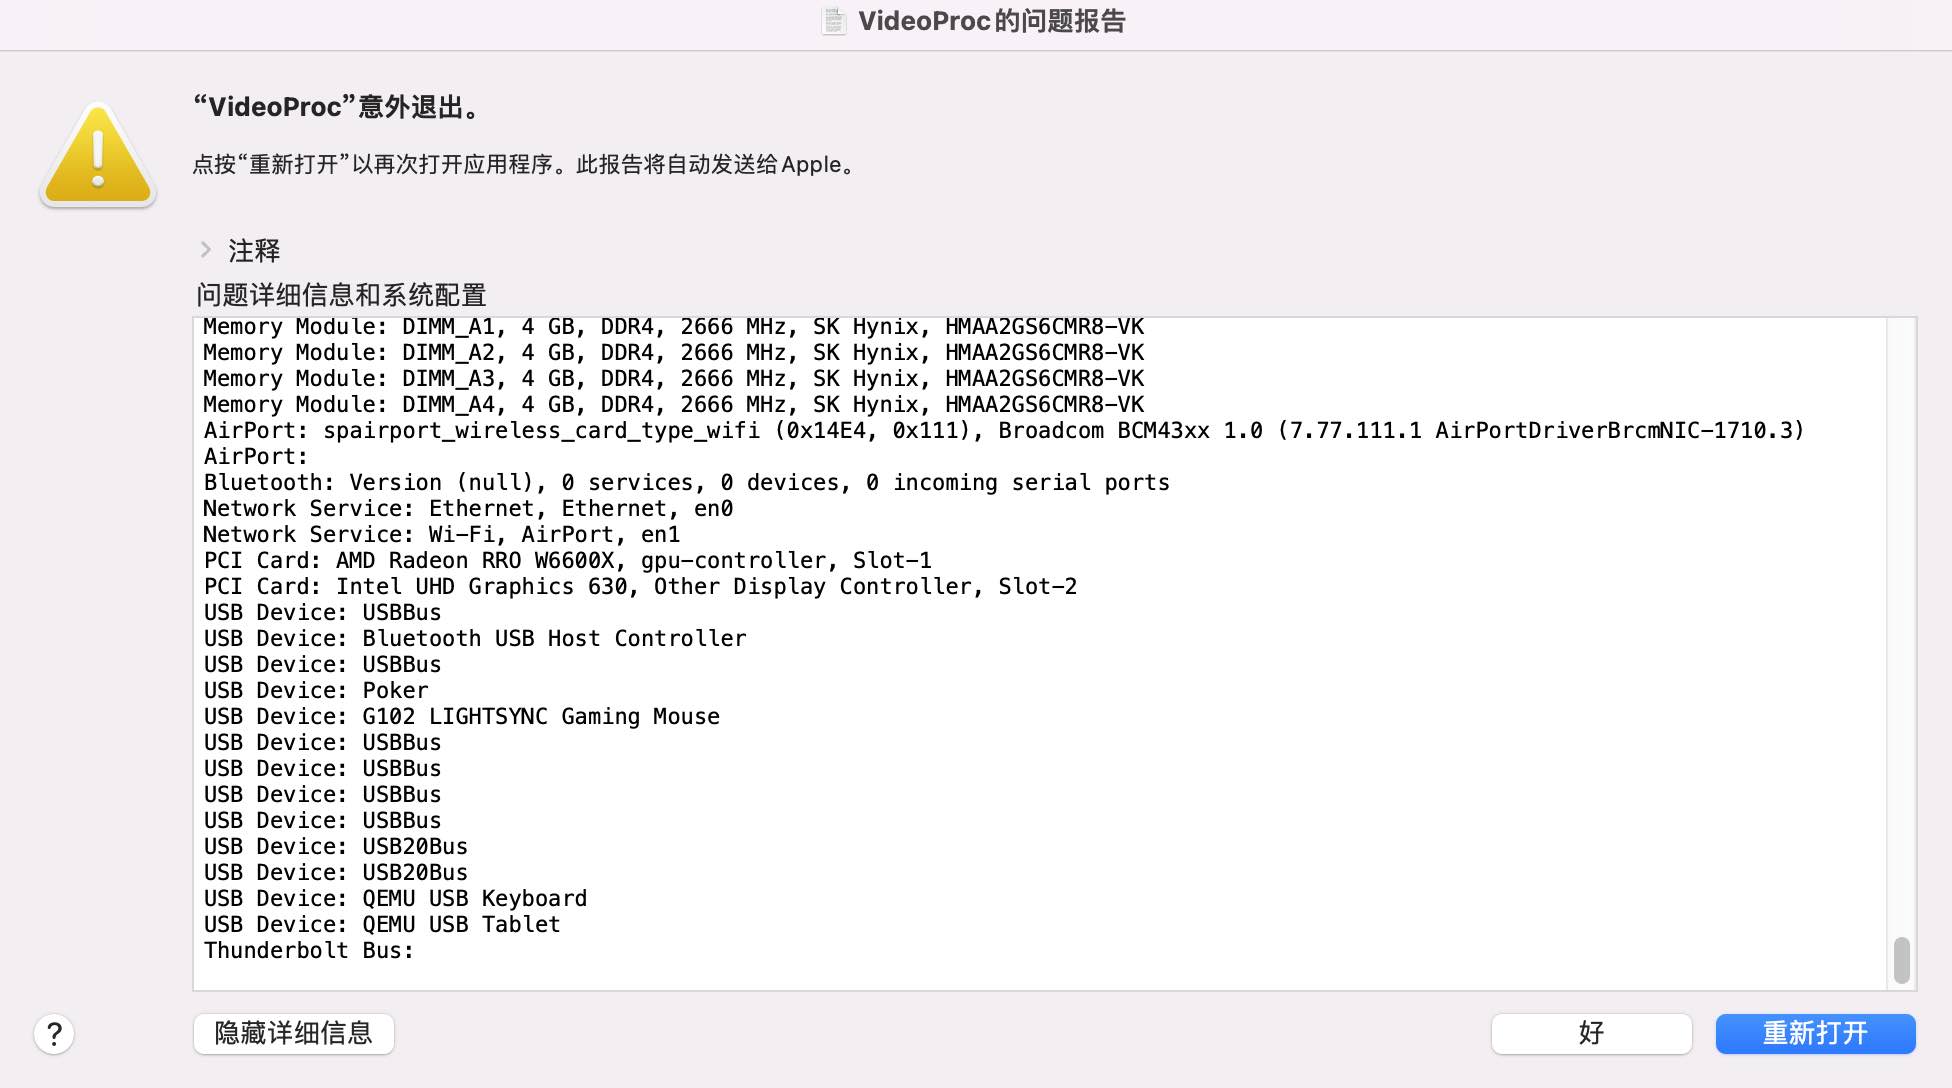 VideoProc的问题报告
“VideoProc”意外退出。
点按“重新打开”以再次打开应用程序。此报告将自动发送给Apple。
注释
问题详细信息和系统配置
Memory Module: DIMM_A1, 4 GB, DDR4, 2666 MHz, SK Hynix, HMAA2GS6CMR8-VK
Memory Module: DIMM_A2, 4 GB, DDR4, 2666 MHz, SK Hynix, HMAA2GS6CMR8-VK
Memory Module: DIMM_A3, 4 GB, DDR4, 2666 MHz, SK Hynix, HMAA2GS6CMR8-VK
Memory Module: DIMM_A4, 4 GB, DDR4, 2666 MHz, SK Hynix, HMAA2GS6CMR8-VK
AirPort: spairport_wireless_card_type_wifi (0x14E4, 0x111), Broadcom BCM43xx 1.0 (7.77.111.1 AirPortDriverBrcmNIC-1710.3)
AirPort:
Bluetooth: Version (null), 0 services, 0 devices, 0 incoming serial ports
Network Service: Ethernet, Ethernet, en0
Network Service: Wi-Fi, AirPort, en1
PCI Card: AMD Radeon RRO W6600X, gpu-controller, Slot-1
PCI Card: Intel UHD Graphics 630, Other Display Controller, Slot-2
USB Device: USBBus
USB Device: Bluetooth USB Host Controller
USB Device: USBBus
USB Device: Poker
USB Device: G102 LIGHTSYNC Gaming Mouse
USB Device: USBBus
USB Device: USBBus
USB Device: USBBus
USB Device: USBBus
USB Device: USB20Bus
USB Device: USB20Bus
USB Device: QEMU USB Keyboard
USB Device: QEMU USB Tablet
Thunderbolt Bus:
? 隐藏详细信息 好 重新打开